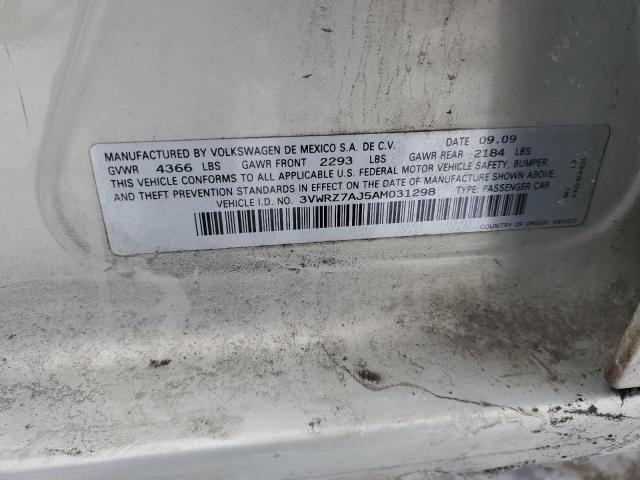 MANUFACTURED BY VOLKSWAGEN DE MEXICO S.A. DE C.V. DATE 09.09
GVWR 4366 LBS GAWR FRONT 2293 LBS GAWR REAR 2184 LBS
THIS VEHICLE CONFORMS TO ALL APPLICABLE U.S. FEDERAL MOTOR VEHICLE SAFETY, BUMPER,
AND THEFT PREVENTION STANDARDS IN EFFECT ON THE DATE OF MANUFACTURE SHOWN ABOVE.
VEHICLE I.D. NO. 3VWRZ7AJ5AM031298 TYPE: PASSENGER CAR
COUNTRY OF ORIGIN: MEXICO